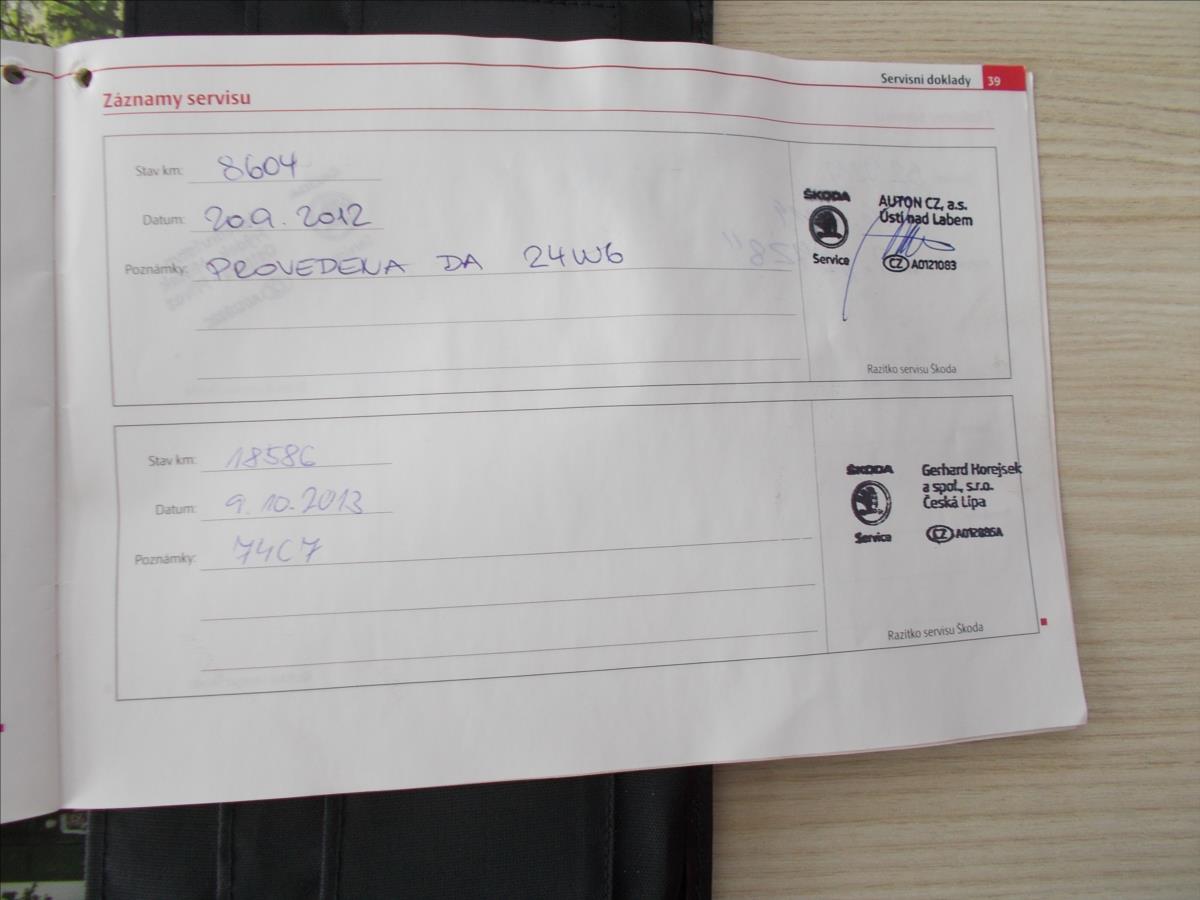 Servisní doklady 39
Záznamy servisu
Stav km: 8604
Datum: 20.9.2012
Poznámky: PROVEDENA DA 24W6
ŠKODA
Service
AUTON CZ, a.s.
Ústí nad Labem
CZ A0121083
Razítko servisu Škoda
Stav km: 18586
Datum: 9.10.2013
Poznámky: 74C7
ŠKODA
Service
Gerhard Horejsek
a spol., s.r.o.
Česká Lípa
CZ
Razítko servisu Škoda